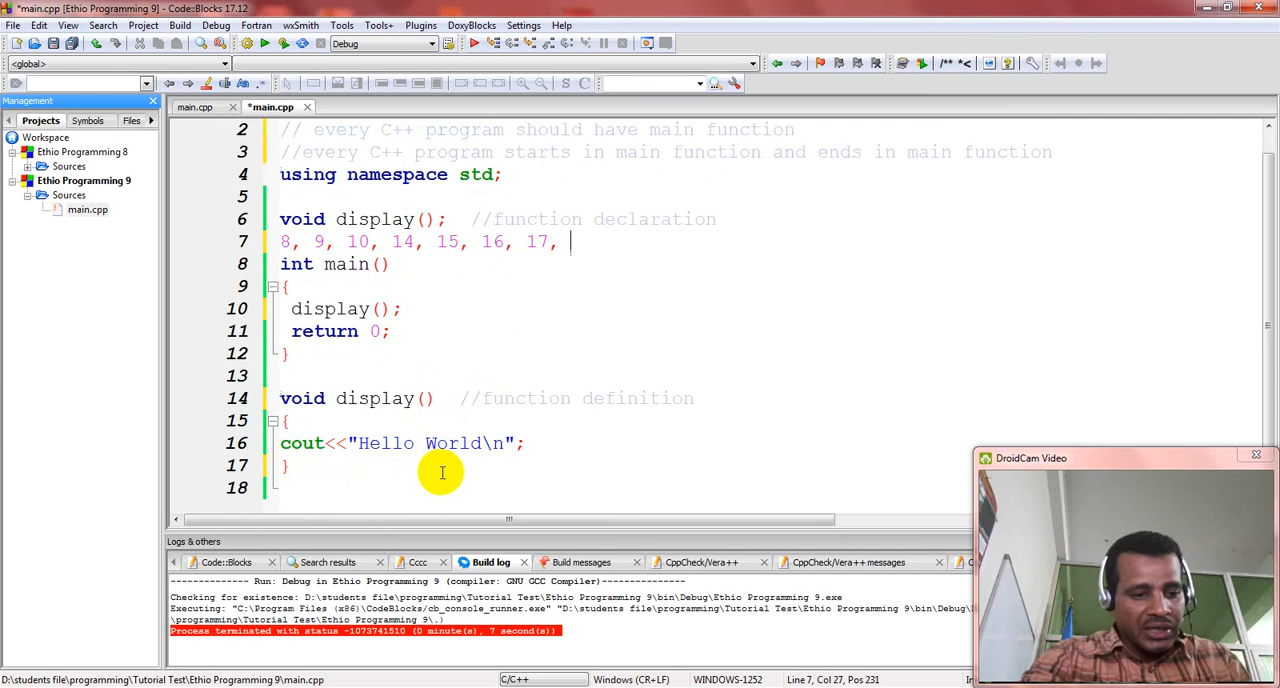 *main.cpp [Ethio Programming 9] - Code::Blocks 17.12
File Edit View Search Project Build Debug Fortran wxSmith Tools Tools+ Plugins DoxyBlocks Settings Help
Debug
<global>
/** *<
S C
Management
main.cpp *main.cpp
Projects Symbols Files
Workspace
Ethio Programming 8
Sources
Ethio Programming 9
Sources
main.cpp
2 // every C++ program should have main function
3 //every C++ program starts in main function and ends in main function
4 using namespace std;
5
6 void display(); //function declaration
7 8, 9, 10, 14, 15, 16, 17,
8 int main()
9 {
10 display();
11 return 0;
12 }
13
14 void display() //function definition
15 {
16 cout<<"Hello World\n";
17 }
18
DroidCam Video
Logs & others
Code::Blocks Search results Cccc Build log Build messages CppCheck/Vera++ CppCheck/Vera++ messages
-------------- Run: Debug in Ethio Programming 9 (compiler: GNU GCC Compiler)---------------
Checking for existence: D:\students file\programming\Tutorial Test\Ethio Programming 9\bin\Debug\Ethio Programming 9.exe
Executing: "C:\Program Files (x86)\CodeBlocks/cb_console_runner.exe" "D:\students file\programming\Tutorial Test\Ethio Programming 9\bin\D
\programming\Tutorial Test\Ethio Programming 9\.)
Process terminated with status -1073741510 (0 minute(s), 7 second(s))
D:\students file\programming\Tutorial Test\Ethio Programming 9\main.cpp C/C++ Windows (CR+LF) WINDOWS-1252 Line 7, Col 27, Pos 231